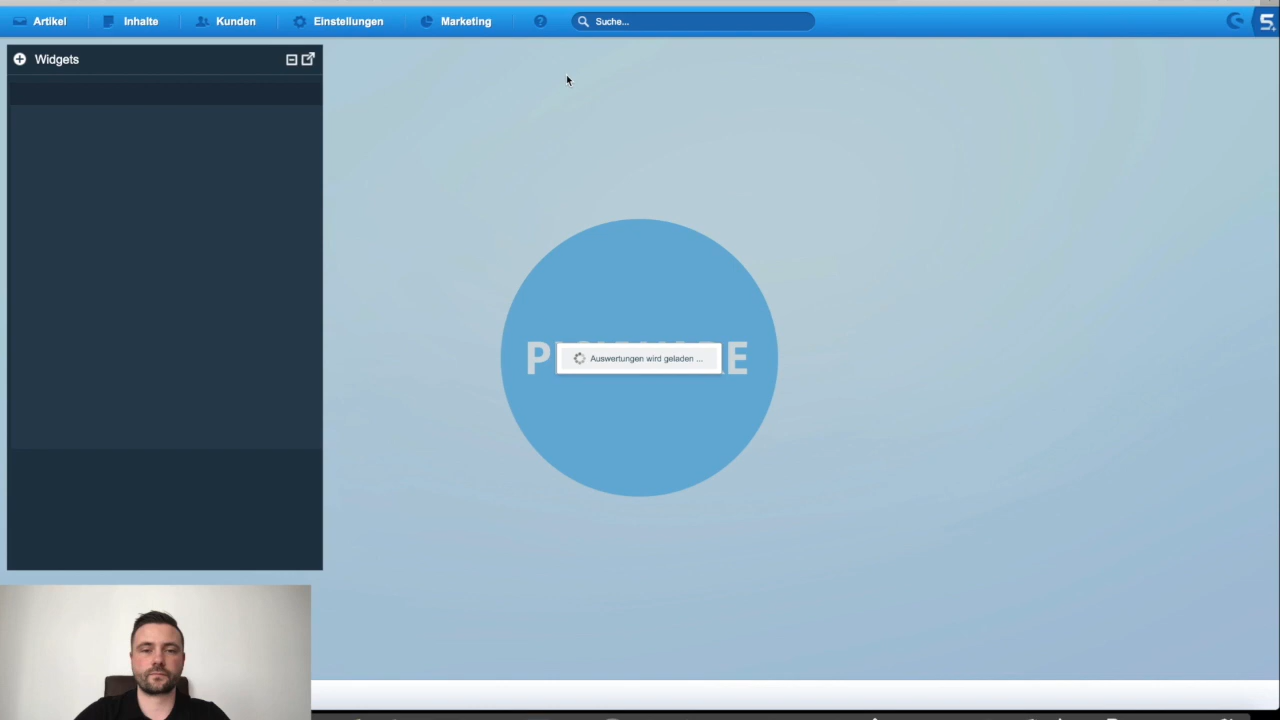 Artikel
Inhalte
Kunden
Einstellungen
Marketing
?
Suche...
Widgets
Auswertungen wird geladen ...